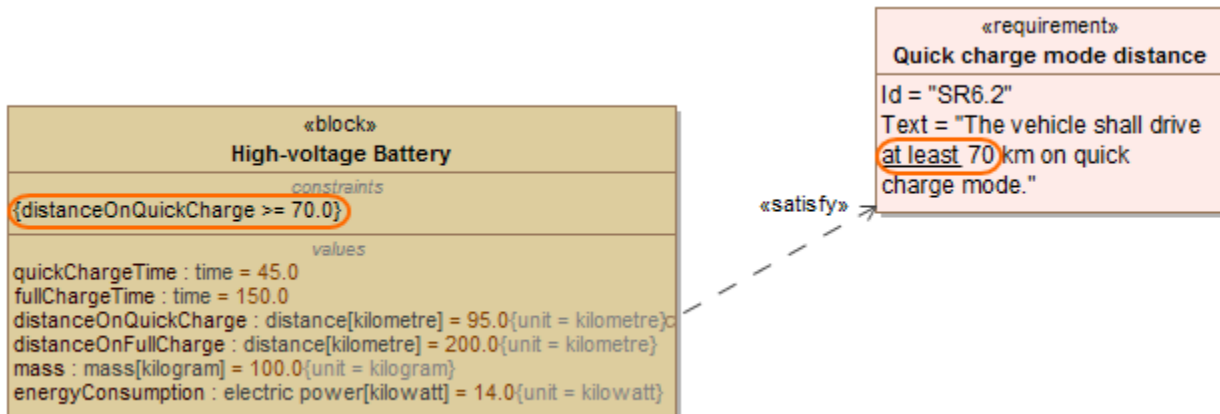 «requirement»
Quick charge mode distance
Id = "SR6.2"
Text = "The vehicle shall drive
at least 70 km on quick
charge mode."
«satisfy»
«block»
High-voltage Battery
constraints
{distanceOnQuickCharge >= 70.0}
values
quickChargeTime : time = 45.0
fullChargeTime : time = 150.0
distanceOnQuickCharge : distance[kilometre] = 95.0{unit = kilometre}
distanceOnFullCharge : distance[kilometre] = 200.0{unit = kilometre}
mass : mass[kilogram] = 100.0{unit = kilogram}
energyConsumption : electric power[kilowatt] = 14.0{unit = kilowatt}